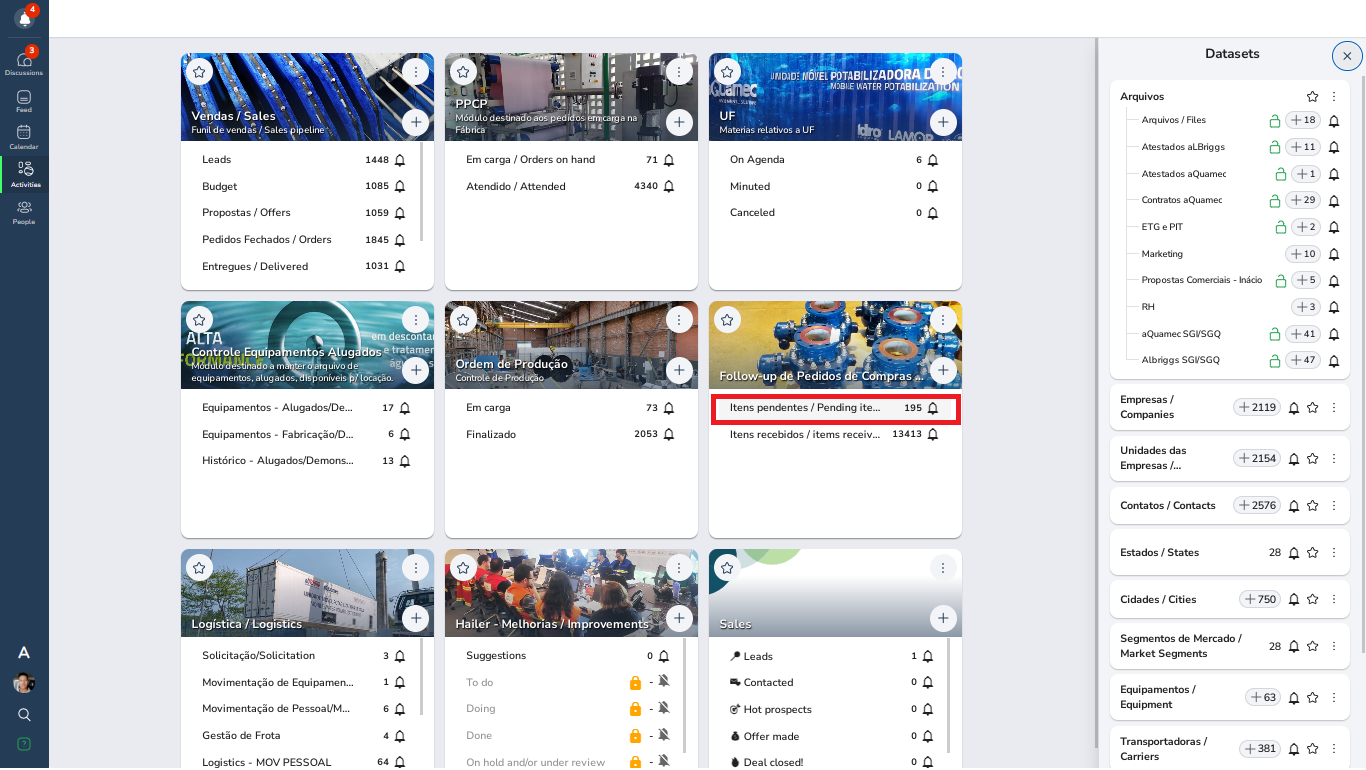 4
3
Discussions
Feed
Calendar
Activities
People
A
Vendas / Sales
Funil de vendas / Sales pipeline
Leads 1448
Budget 1085
Propostas / Offers 1059
Pedidos Fechados / Orders 1845
Entregues / Delivered 1031
PPCP
Módulo destinado aos pedidos em carga na
Fábrica
Em carga / Orders on hand 71
Atendido / Attended 4340
MOBILE WATER POTABILIZATION
UF
Materias relativos a UF
On Agenda 6
Minuted 0
Canceled 0
ALTA
Controle Equipamentos Alugados
Módulo destinado a manter o arquivo de
equipamentos, alugados, disponíveis p/ locação.
Equipamentos - Alugados/De... 17
Equipamentos - Fabricação/D... 6
Histórico - Alugados/Demons... 13
Ordem de Produção
Controle de Produção
Em carga 73
Finalizado 2053
Follow-up de Pedidos de Compras ...
Itens pendentes / Pending ite... 195
Itens recebidos / items receiv... 13413
Logística / Logistics
Solicitação/Solicitation 3
Movimentação de Equipamen... 1
Movimentação de Pessoal/M... 6
Gestão de Frota 4
Logistics - MOV PESSOAL 64
Hailer - Melhorias / Improvements
Suggestions 0
To do -
Doing -
Done -
On hold and/or under review -
Sales
Leads 1
Contacted 0
Hot prospects 0
Offer made 0
Deal closed! 0
Datasets
Arquivos
Arquivos / Files +18
Atestados aLBriggs +11
Atestados aQuamec +1
Contratos aQuamec +29
ETG e PIT +2
Marketing +10
Propostas Comerciais - Inácio +5
RH +3
aQuamec SGI/SGQ +41
Albriggs SGI/SGQ +47
Empresas /
Companies +2119
Unidades das
Empresas /... +2154
Contatos / Contacts +2576
Estados / States 28
Cidades / Cities +750
Segmentos de Mercado /
Market Segments 28
Equipamentos /
Equipment +63
Transportadoras /
Carriers +381